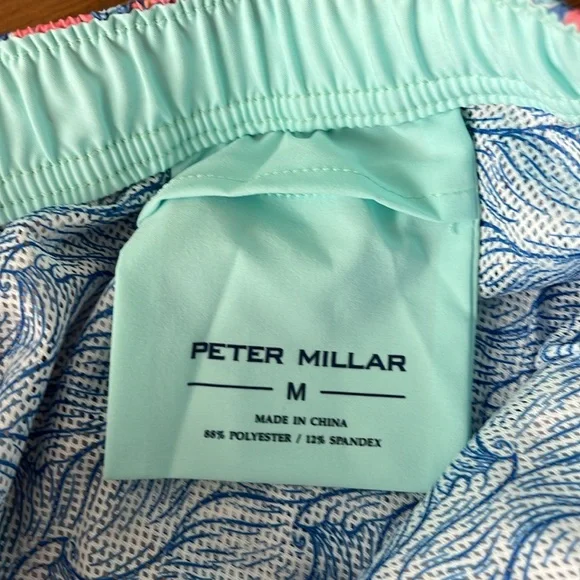 PETER MILLAR
M
MADE IN CHINA
88% POLYESTER / 12% SPANDEX